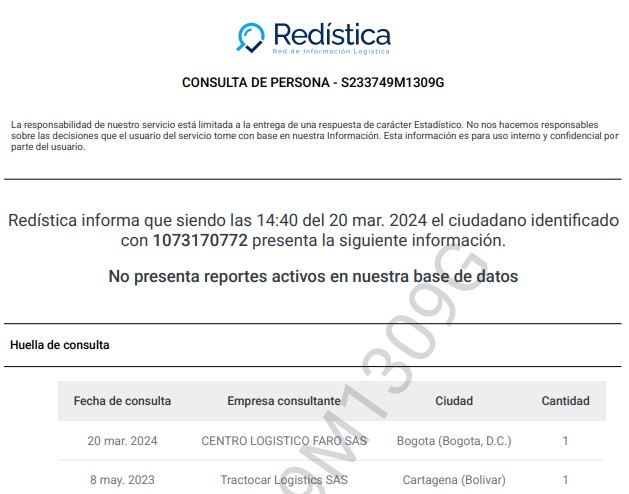 Redística
Red de Información Logística
CONSULTA DE PERSONA - S233749M1309G
La responsabilidad de nuestro servicio está limitada a la entrega de una respuesta de carácter Estadístico. No nos hacemos responsables
sobre las decisiones que el usuario del servicio tome con base en nuestra Información. Esta información es para uso interno y confidencial por
parte del usuario.
Redística informa que siendo las 14:40 del 20 mar. 2024 el ciudadano identificado
con 1073170772 presenta la siguiente información.
No presenta reportes activos en nuestra base de datos
Huella de consulta
Fecha de consulta Empresa consultante Ciudad Cantidad
20 mar. 2024 CENTRO LOGISTICO FARO SAS Bogota (Bogota, D.C.) 1
8 may. 2023 Tractocar Logistics SAS Cartagena (Bolivar) 1
9M1309G